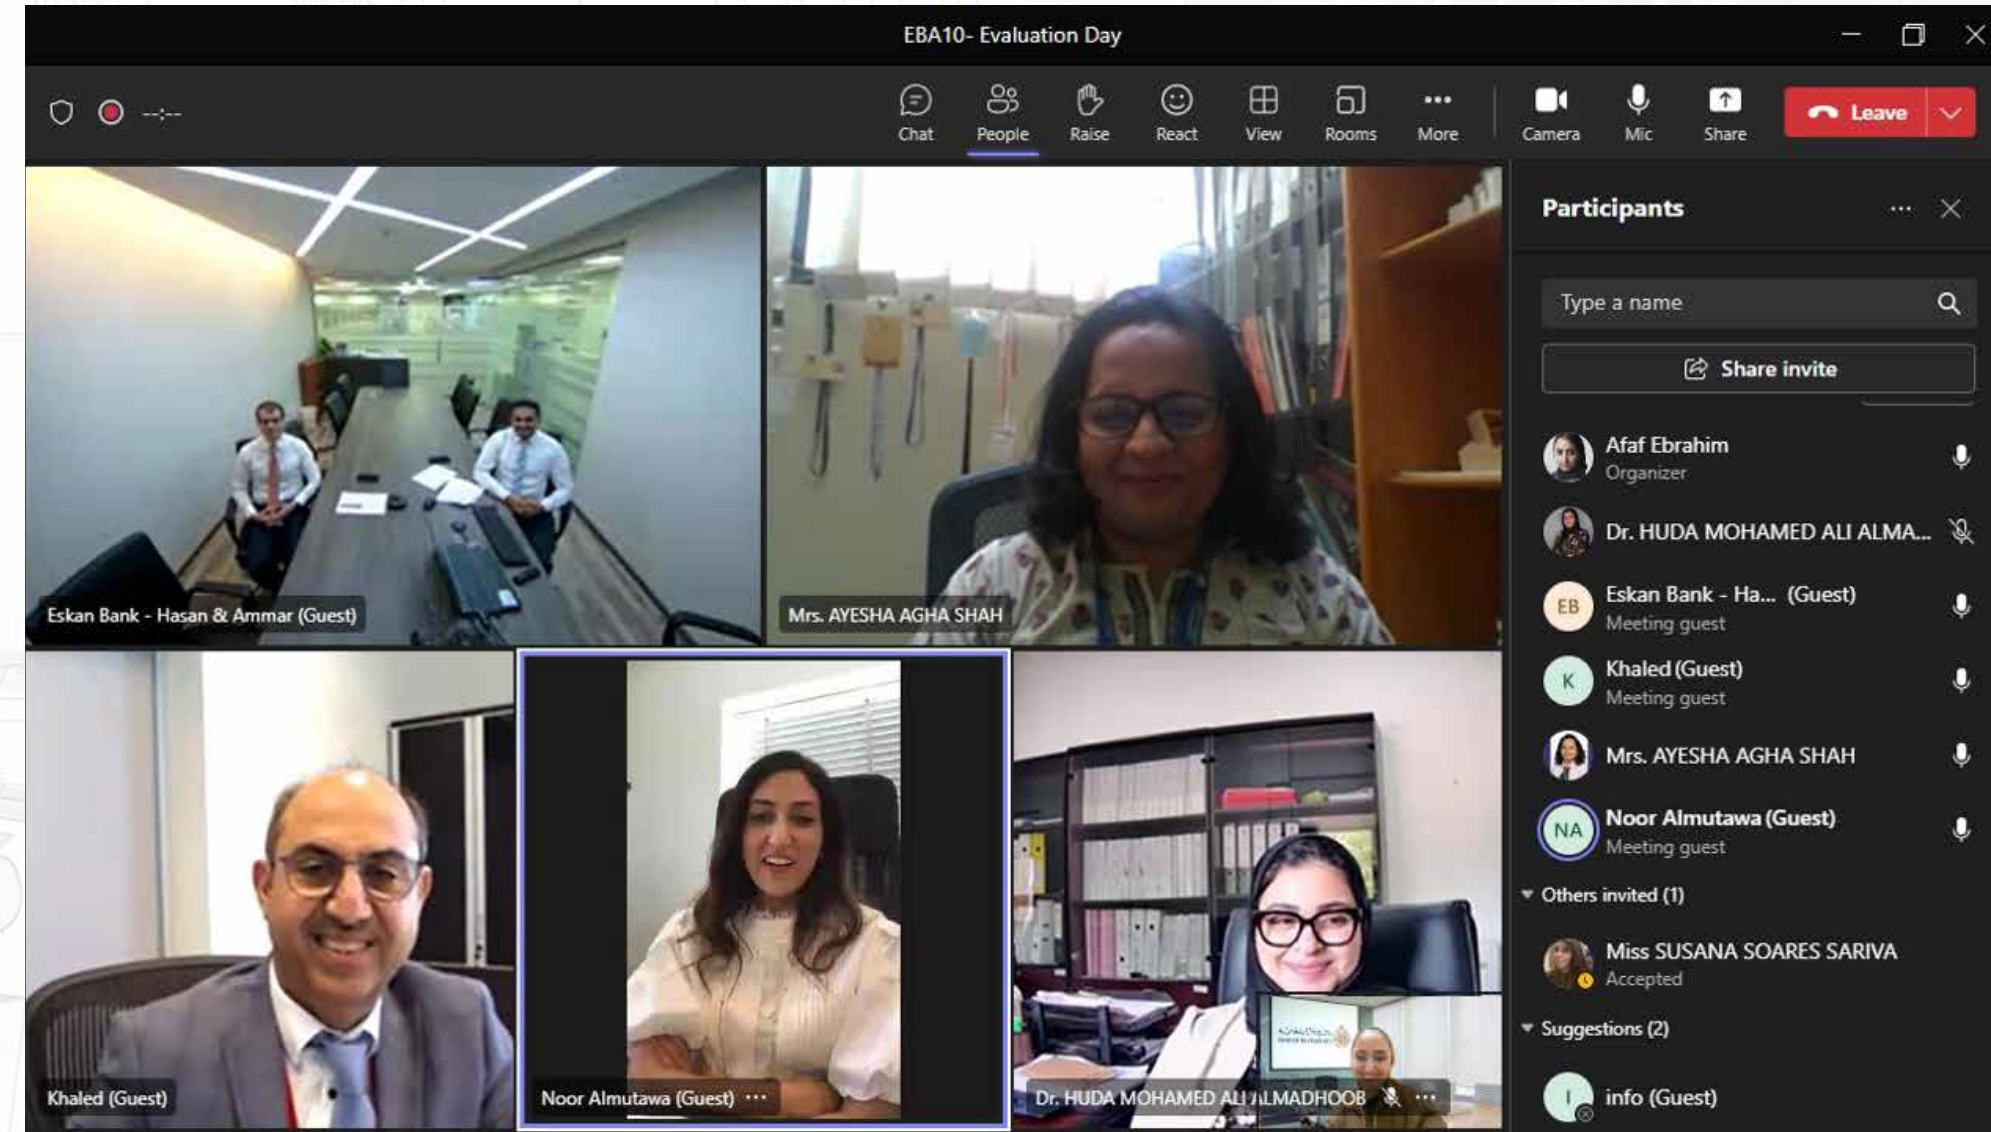 EBA10- Evaluation Day
--:--
Chat
People
Raise
React
View
Rooms
More
Camera
Mic
Share
Leave
Participants
Type a name
Share invite
Afaf Ebrahim
Organizer
Dr. HUDA MOHAMED ALI ALMA...
EB
Eskan Bank - Ha... (Guest)
Meeting guest
K
Khaled (Guest)
Meeting guest
Mrs. AYESHA AGHA SHAH
NA
Noor Almutawa (Guest)
Meeting guest
Others invited (1)
Miss SUSANA SOARES SARIVA
Accepted
Suggestions (2)
I
info (Guest)
Eskan Bank - Hasan & Ammar (Guest)
Mrs. AYESHA AGHA SHAH
Khaled (Guest)
Noor Almutawa (Guest) ...
Dr. HUDA MOHAMED ALI ALMADHOOB ...